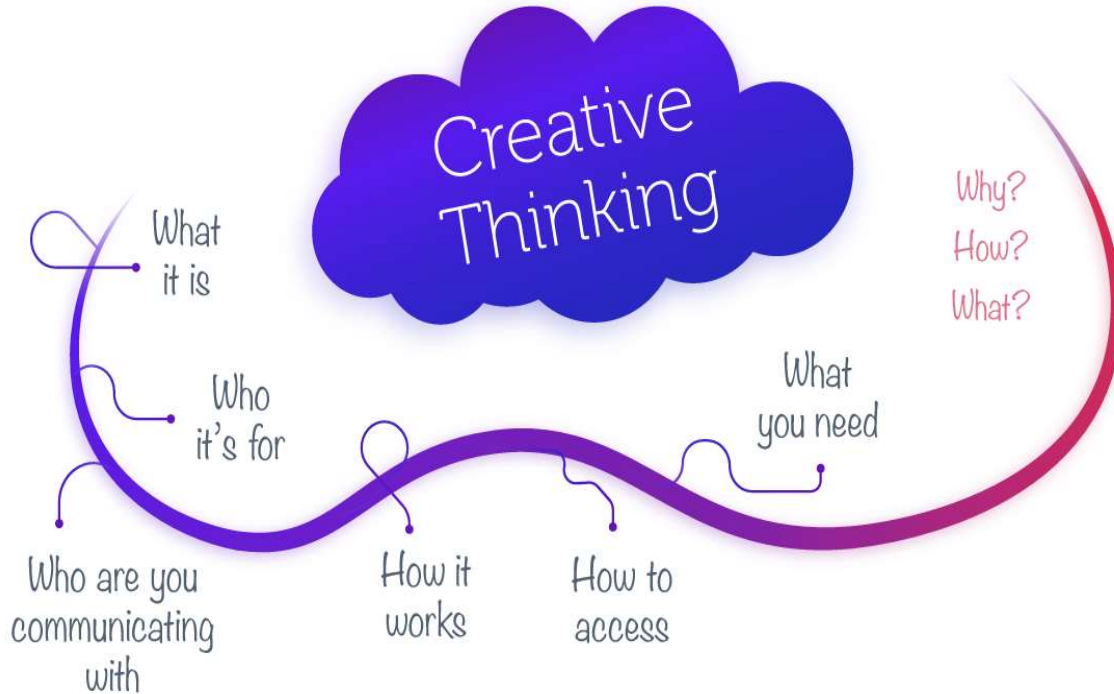 Creative
Thinking
What
it is
Who
it's for
Who are you
communicating
with
How it
works
How to
access
What
you need
Why?
How?
What?